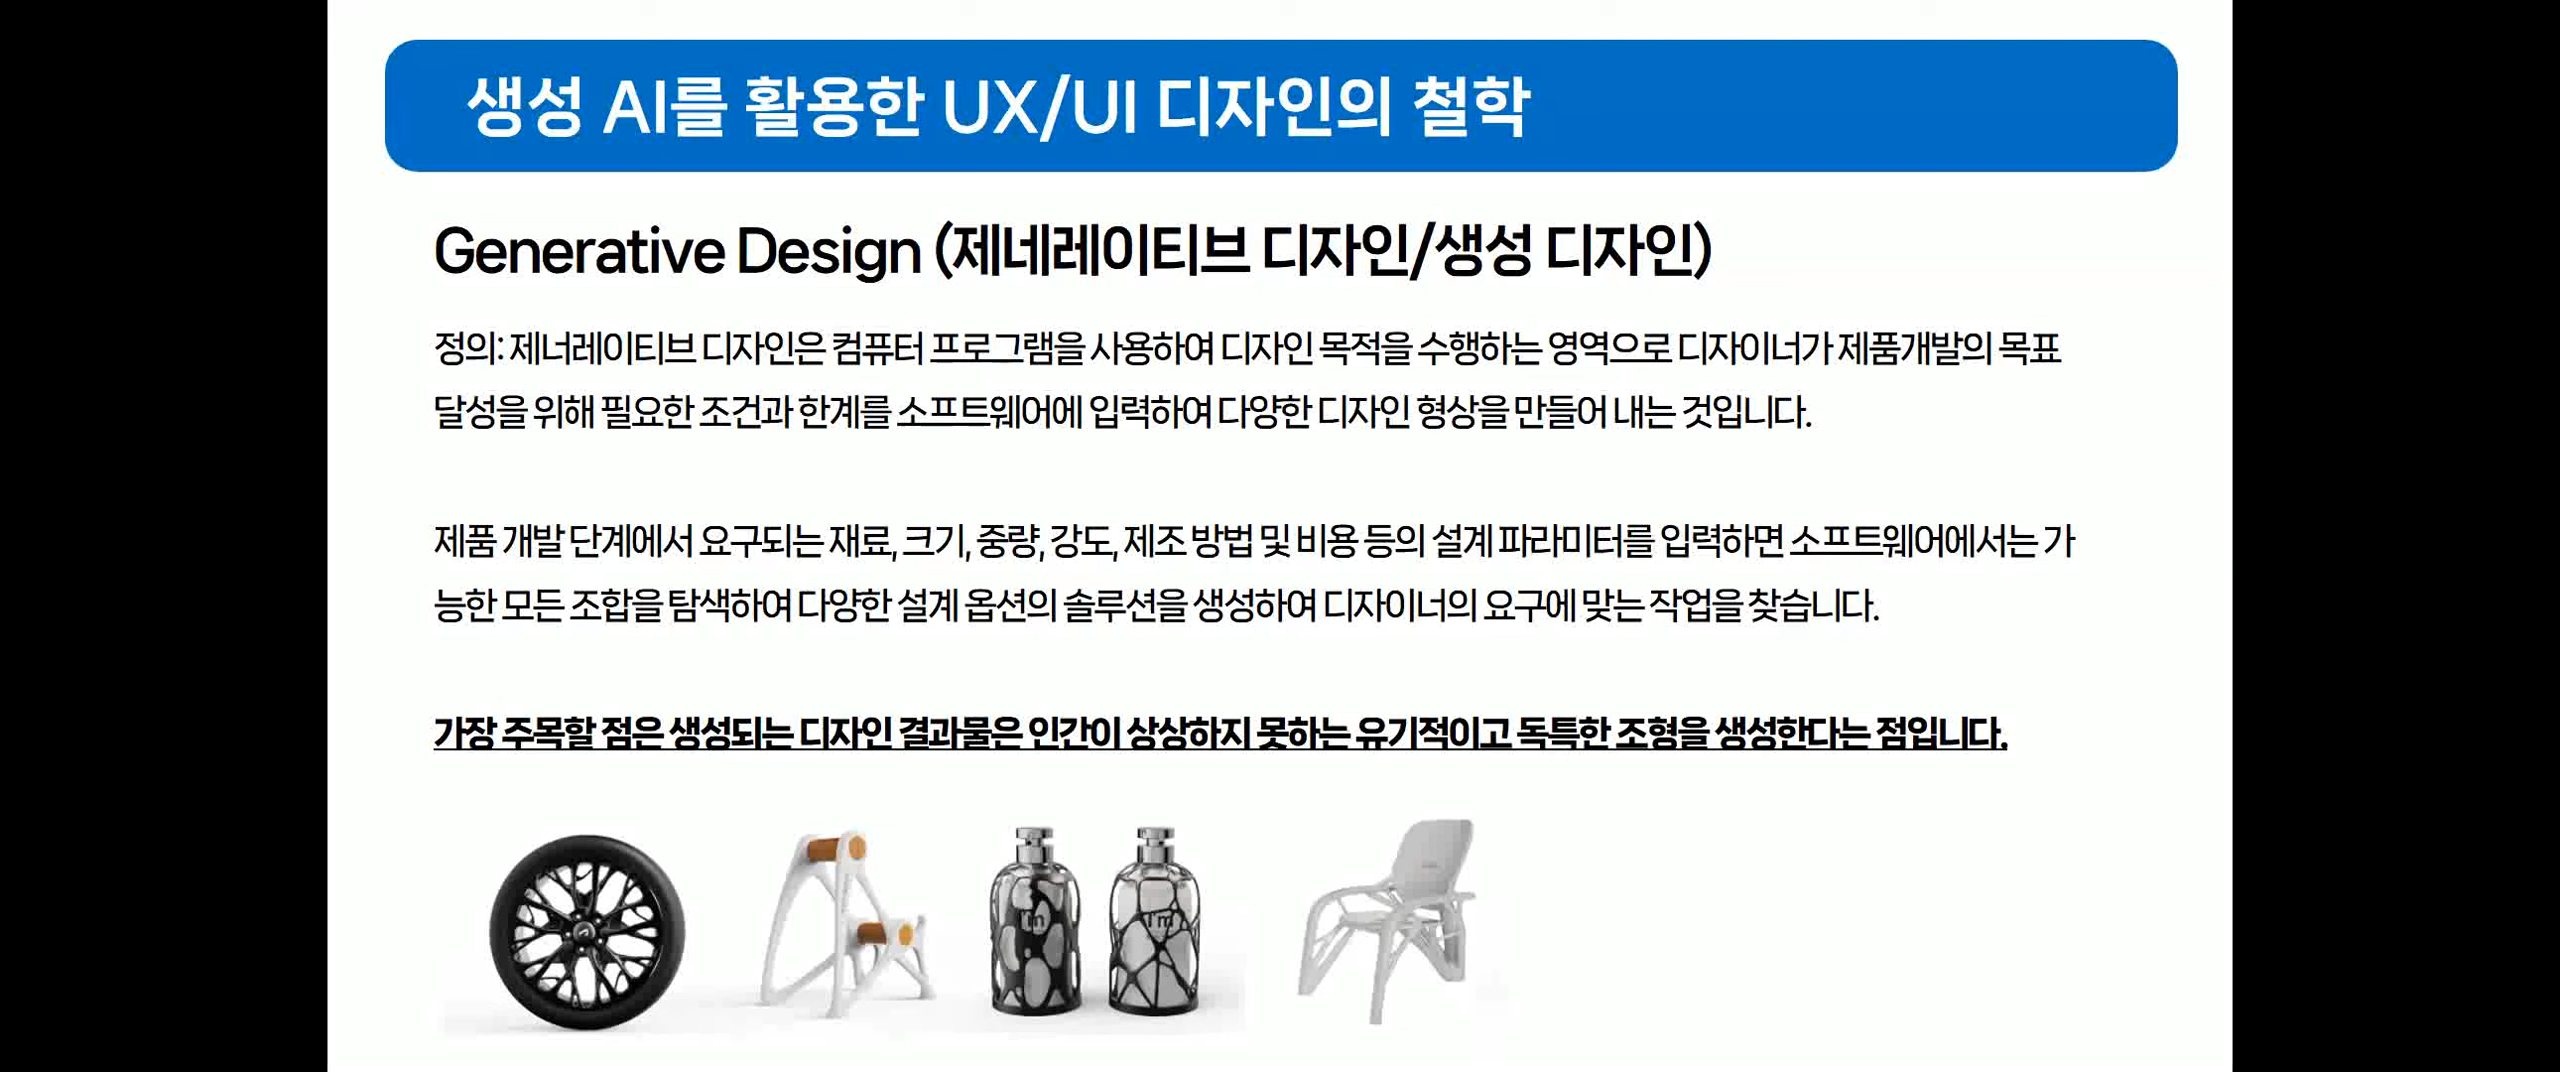 생성 AI를 활용한 UX/UI 디자인의 철학
Generative Design (제네레이티브 디자인/생성 디자인)
정의: 제너레이티브 디자인은 컴퓨터 프로그램을 사용하여 디자인 목적을 수행하는 영역으로 디자이너가 제품개발의 목표
달성을 위해 필요한 조건과 한계를 소프트웨어에 입력하여 다양한 디자인 형상을 만들어 내는 것입니다.
제품 개발 단계에서 요구되는 재료, 크기, 중량, 강도, 제조 방법 및 비용 등의 설계 파라미터를 입력하면 소프트웨어에서는 가
능한 모든 조합을 탐색하여 다양한 설계 옵션의 솔루션을 생성하여 디자이너의 요구에 맞는 작업을 찾습니다.
가장 주목할 점은 생성되는 디자인 결과물은 인간이 상상하지 못하는 유기적이고 독특한 조형을 생성한다는 점입니다.
I'm I'm